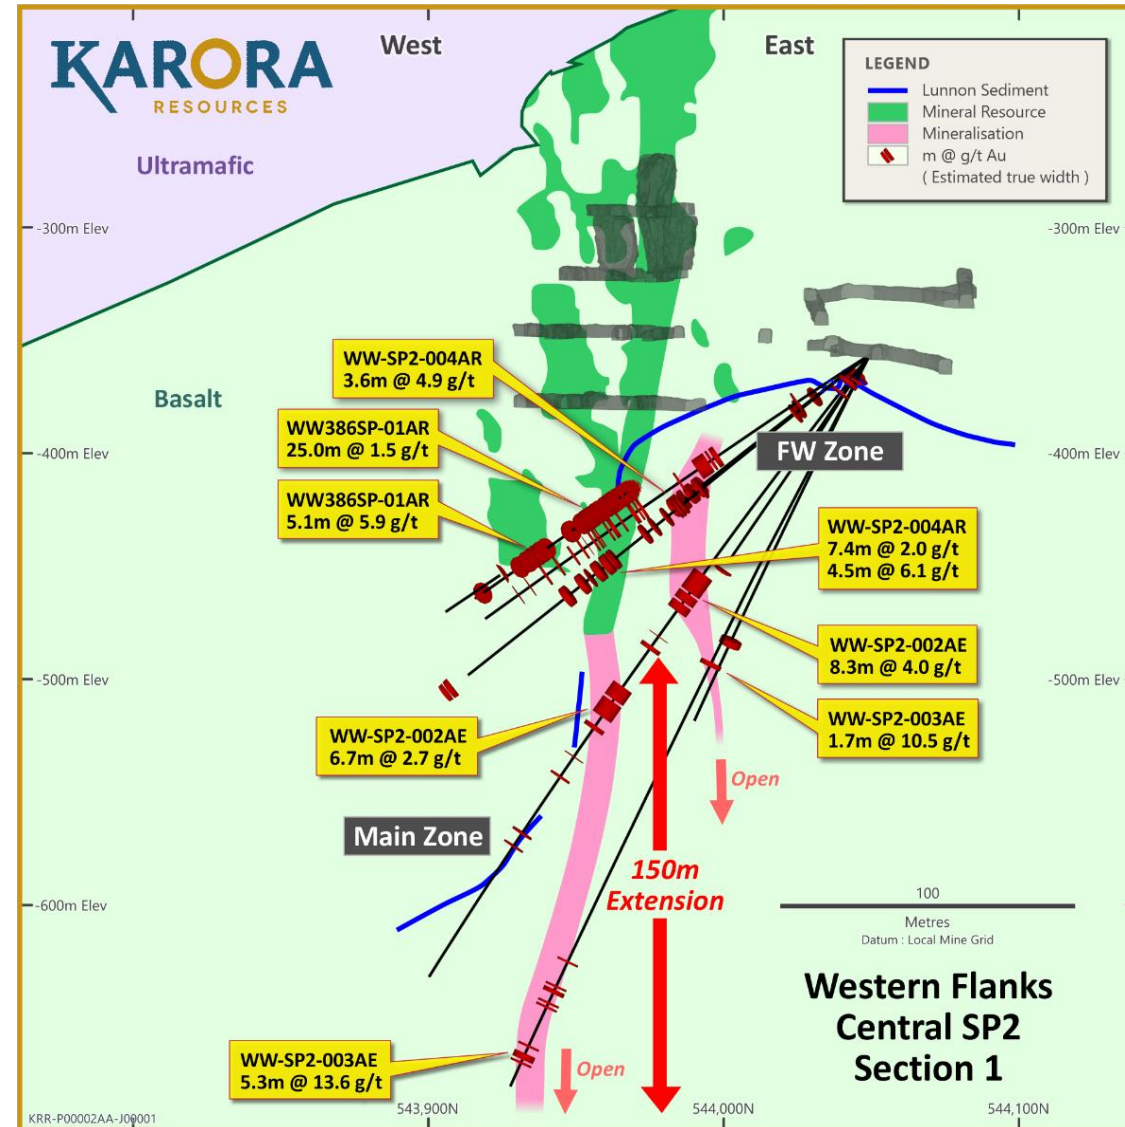 KARORA
RESOURCES
West
East
LEGEND
Lunnon Sediment
Mineral Resource
Mineralisation
m @ g/t Au
( Estimated true width )
Ultramafic
-300m Elev
-300m Elev
WW-SP2-004AR
3.6m @ 4.9 g/t
Basalt
WW386SP-01AR
25.0m @ 1.5 g/t
FW Zone
-400m Elev
-400m Elev
WW386SP-01AR
5.1m @ 5.9 g/t
WW-SP2-004AR
7.4m @ 2.0 g/t
4.5m @ 6.1 g/t
WW-SP2-002AE
8.3m @ 4.0 g/t
-500m Elev
-500m Elev
WW-SP2-003AE
1.7m @ 10.5 g/t
WW-SP2-002AE
6.7m @ 2.7 g/t
Open
Main Zone
150m
Extension
-600m Elev
100
Metres
Datum : Local Mine Grid
Western Flanks
Central SP2
Section 1
WW-SP2-003AE
5.3m @ 13.6 g/t
Open
KRR-P00002AA-J00001
543,900N
544,000N
544,100N